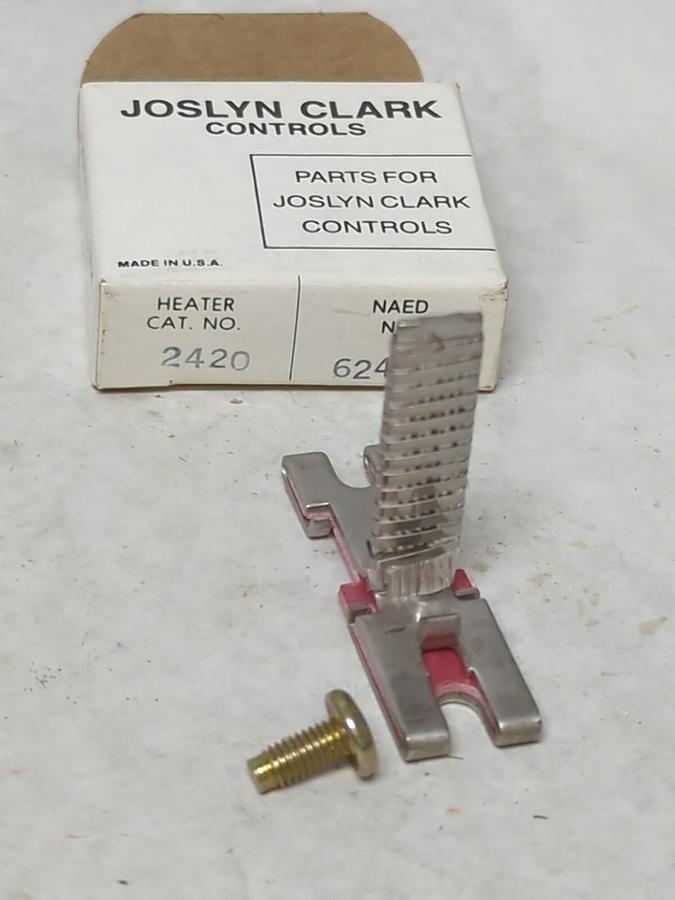 JOSLYN CLARK
CONTROLS
PARTS FOR
JOSLYN CLARK
CONTROLS
MADE IN U.S.A.
HEATER
CAT. NO.
2420
NAED